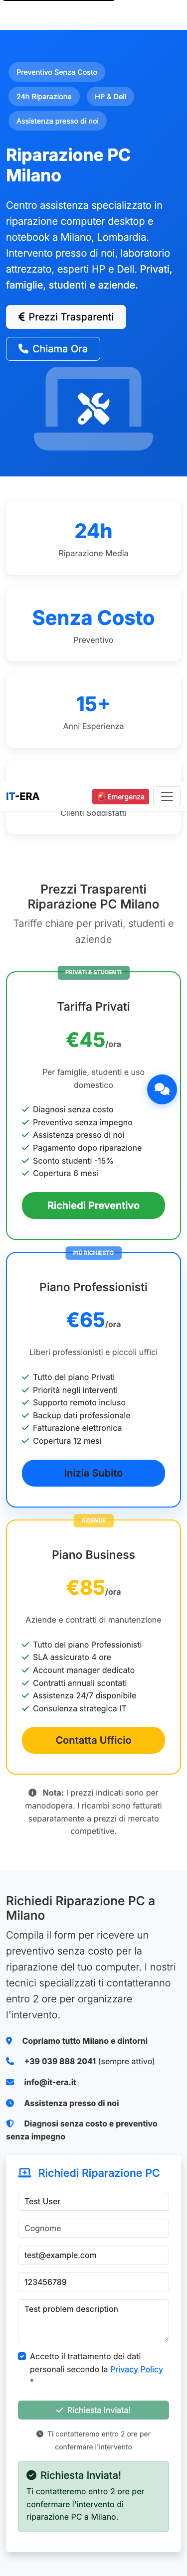 Preventivo Senza Costo
24h Riparazione
HP & Dell
Assistenza presso di noi
Riparazione PC
Milano
Centro assistenza specializzato in
riparazione computer desktop e
notebook a Milano, Lombardia.
Intervento presso di noi, laboratorio
attrezzato, esperti HP e Dell. Privati,
famiglie, studenti e aziende.
€ Prezzi Trasparenti
Chiama Ora
24h
Riparazione Media
Senza Costo
Preventivo
15+
Anni Esperienza
IT-ERA
Emergenza
Clienti Soddisfatti
Prezzi Trasparenti
Riparazione PC Milano
Tariffe chiare per privati, studenti e
aziende
PRIVATI & STUDENTI
Tariffa Privati
€45/ora
Per famiglie, studenti e uso
domestico
Diagnosi senza costo
Preventivo senza impegno
Assistenza presso di noi
Pagamento dopo riparazione
Sconto studenti -15%
Copertura 6 mesi
Richiedi Preventivo
PIÙ RICHIESTO
Piano Professionisti
€65/ora
Liberi professionisti e piccoli uffici
Tutto del piano Privati
Priorità negli interventi
Supporto remoto incluso
Backup dati professionale
Fatturazione elettronica
Copertura 12 mesi
Inizia Subito
AZIENDE
Piano Business
€85/ora
Aziende e contratti di manutenzione
Tutto del piano Professionisti
SLA assicurato 4 ore
Account manager dedicato
Contratti annuali scontati
Assistenza 24/7 disponibile
Consulenza strategica IT
Contatta Ufficio
Nota: I prezzi indicati sono per
manodopera. I ricambi sono fatturati
separatamente a prezzi di mercato
competitive.
Richiedi Riparazione PC a
Milano
Compila il form per ricevere un
preventivo senza costo per la
riparazione del tuo computer. I nostri
tecnici specializzati ti contatteranno
entro 2 ore per organizzare
l'intervento.
Copriamo tutto Milano e dintorni
+39 039 888 2041 (sempre attivo)
info@it-era.it
Assistenza presso di noi
Diagnosi senza costo e preventivo
senza impegno
Richiedi Riparazione PC
Test User
Cognome
test@example.com
123456789
Test problem description
Accetto il trattamento dei dati
personali secondo la Privacy Policy
*
Richiesta Inviata!
Ti contatteremo entro 2 ore per
confermare l'intervento
Richiesta Inviata!
Ti contatteremo entro 2 ore per
confermare l'intervento di
riparazione PC a Milano.